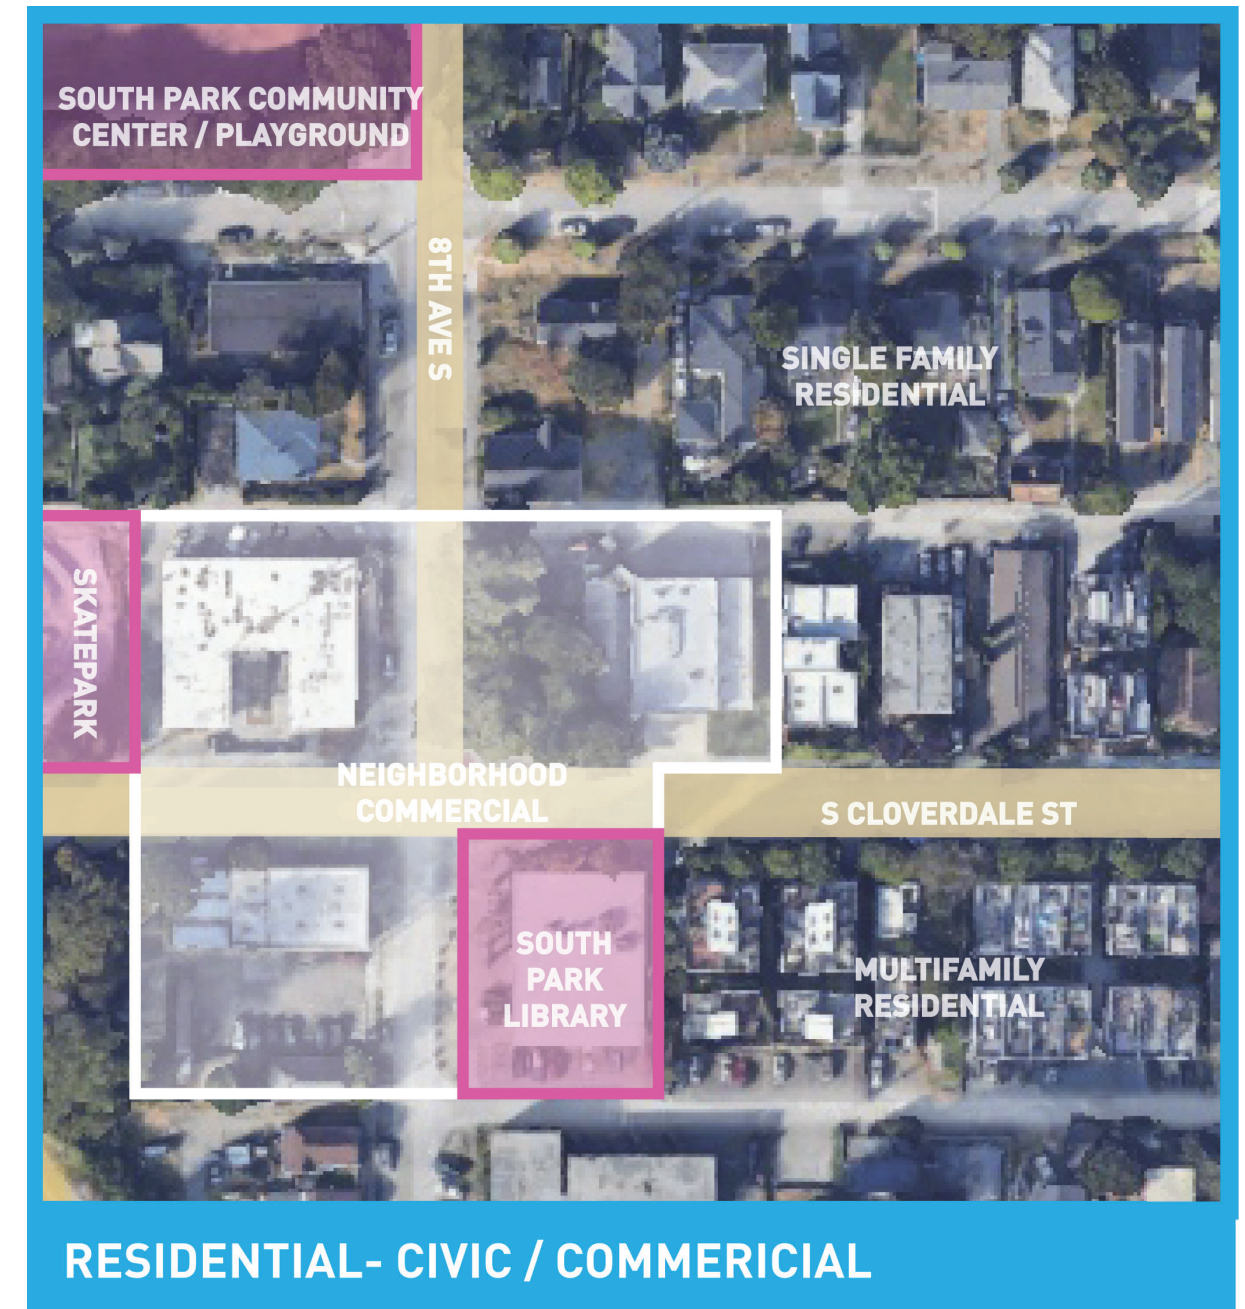 SOUTH PARK COMMUNITY
CENTER / PLAYGROUND
8TH AVE S
SINGLE FAMILY
RESIDENTIAL
SKATEPARK
NEIGHBORHOOD
COMMERCIAL
S CLOVERDALE ST
SOUTH
PARK
LIBRARY
MULTIFAMILY
RESIDENTIAL
RESIDENTIAL- CIVIC / COMMERICIAL